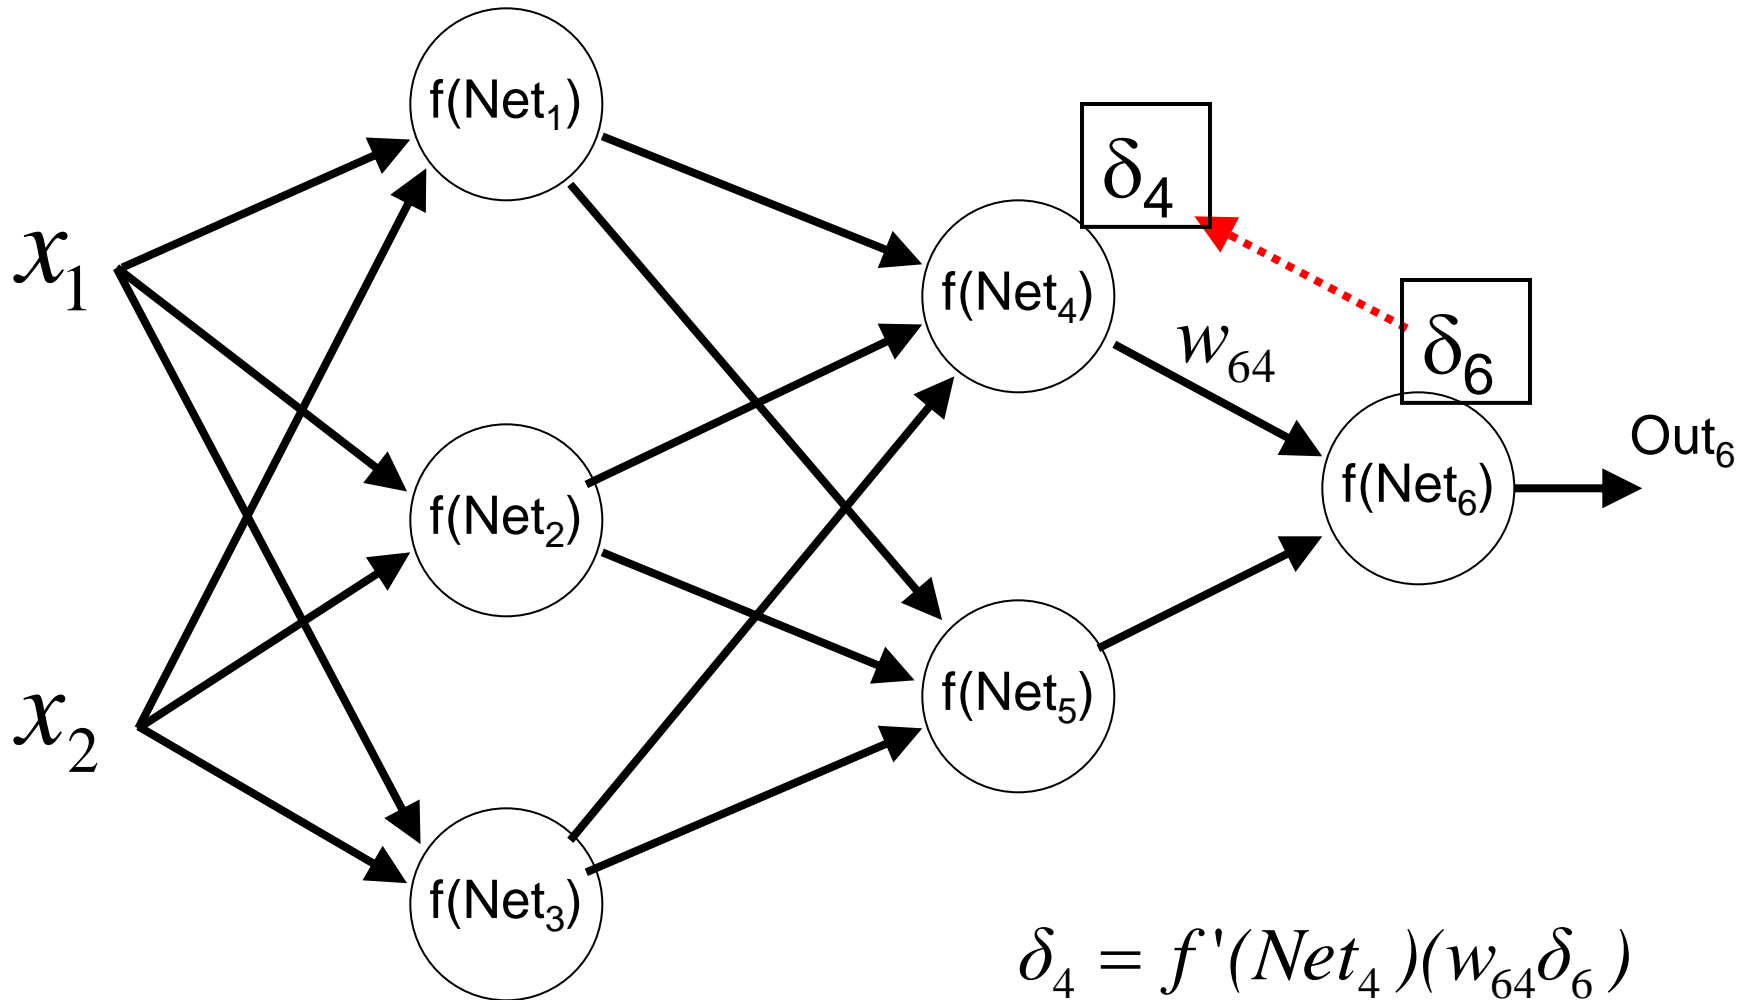 f(Net₁)
δ₄
x₁
f(Net₄)
w₆₄
δ₆
Out₆
f(Net₂)
f(Net₆)
x₂
f(Net₅)
f(Net₃)
δ₄ = f '(Net₄)(w₆₄δ₆)